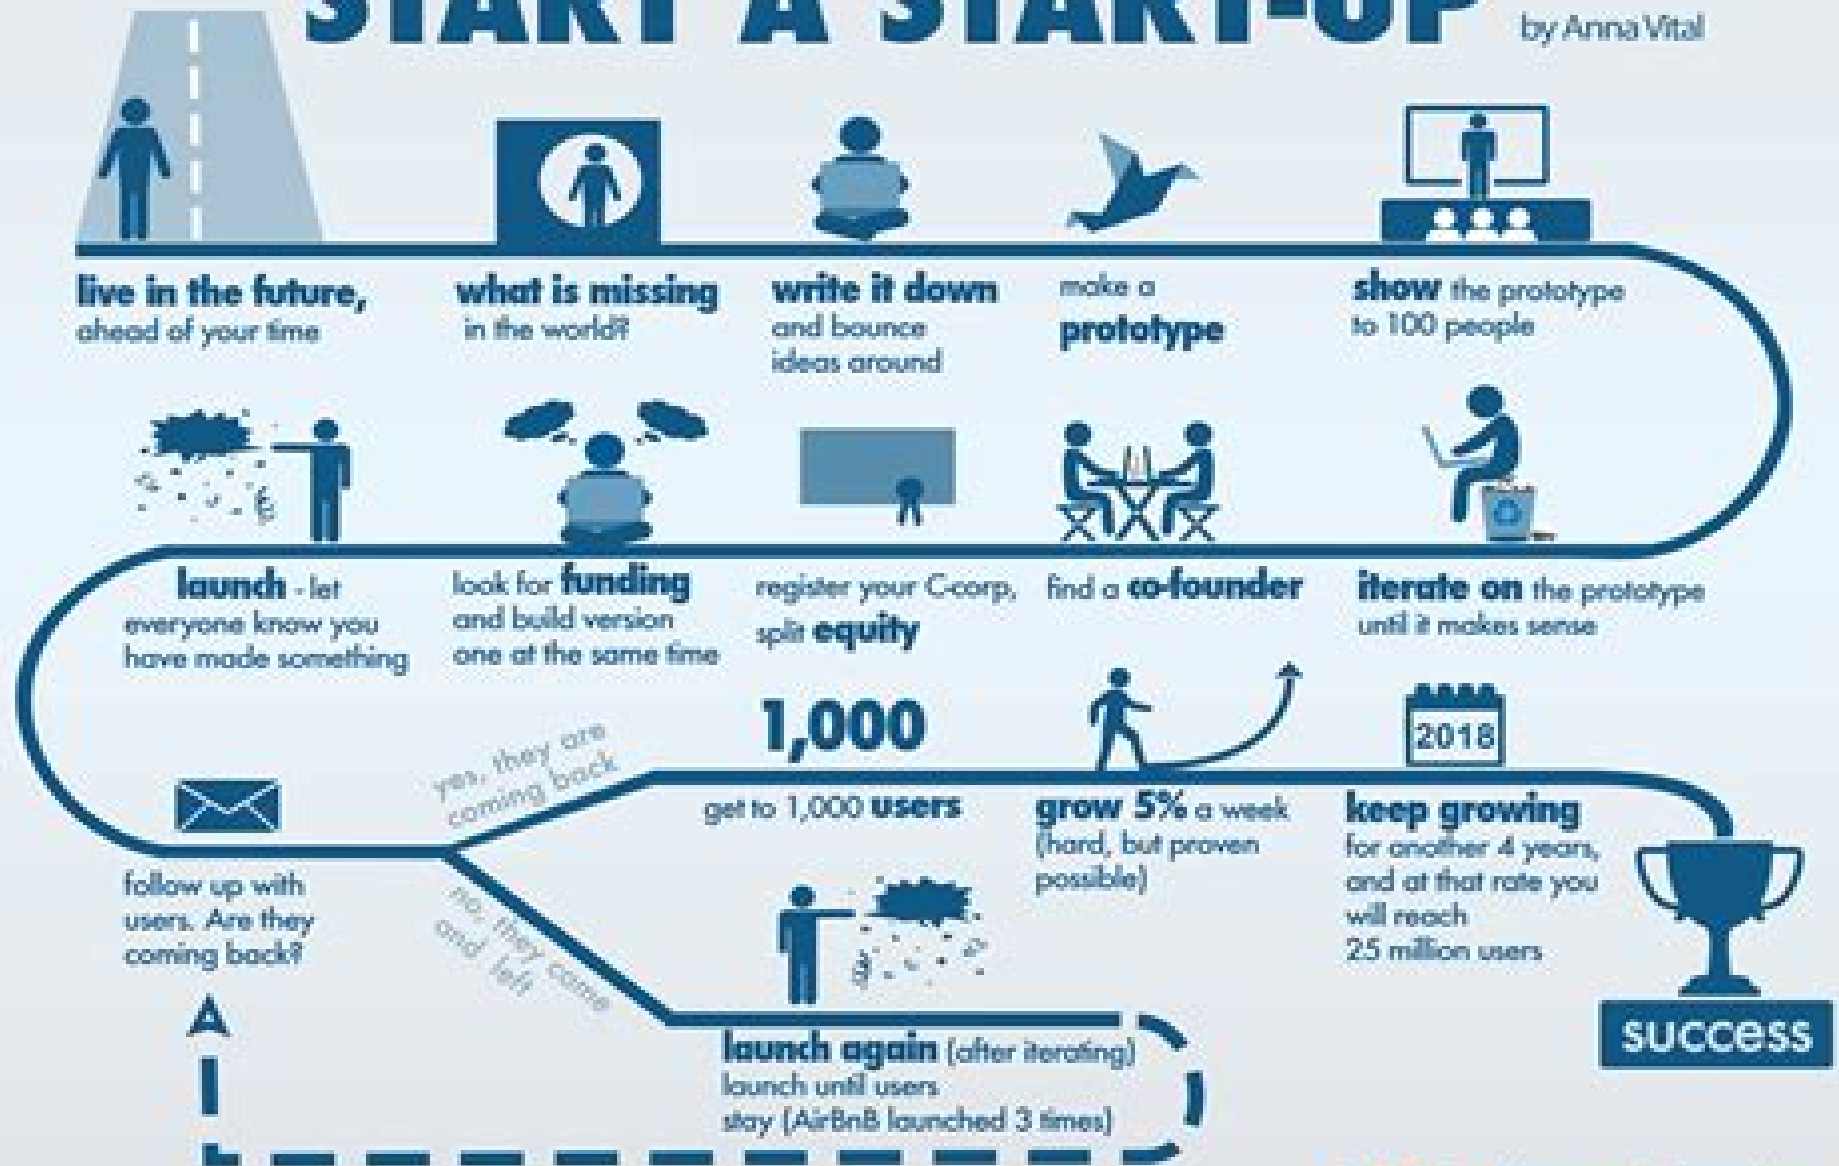 START A START-UP
by Anna Vital
live in the future,
ahead of your time
what is missing
in the world?
write it down
and bounce
ideas around
make a
prototype
show the prototype
to 100 people
iterate on the prototype
until it makes sense
find a co-founder
register your C-corp,
split equity
look for funding
and build version
one at the same time
launch - let
everyone know you
have made something
follow up with
users. Are they
coming back?
yes, they are
coming back
1,000
get to 1,000 users
grow 5% a week
(hard, but proven
possible)
2018
keep growing
for another 4 years,
and at that rate you
will reach
25 million users
success
no, they came
and left
launch again (after iterating)
launch until users
stay (AirBnB launched 3 times)